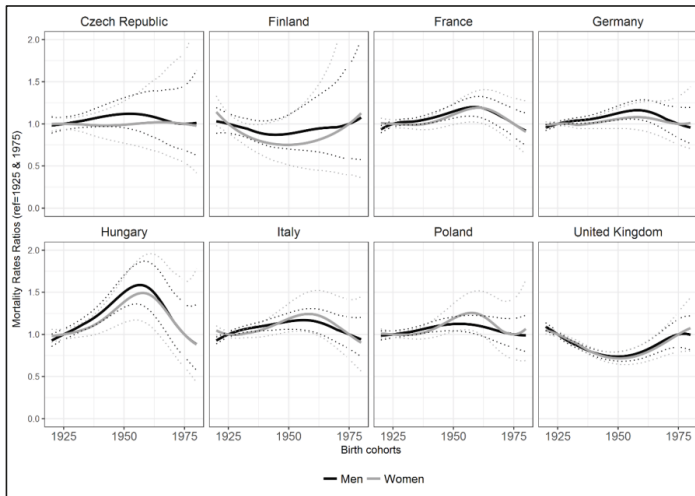 Czech Republic
Finland
France
Germany
2.0
1.5
1.0
0.5
0.0
Hungary
Italy
Poland
United Kingdom
2.0
1.5
1.0
0.5
0.0
Mortality Rates Ratios (ref=1925 & 1975)
1925 1950 1975
1925 1950 1975
1925 1950 1975
1925 1950 1975
Birth cohorts
Men Women